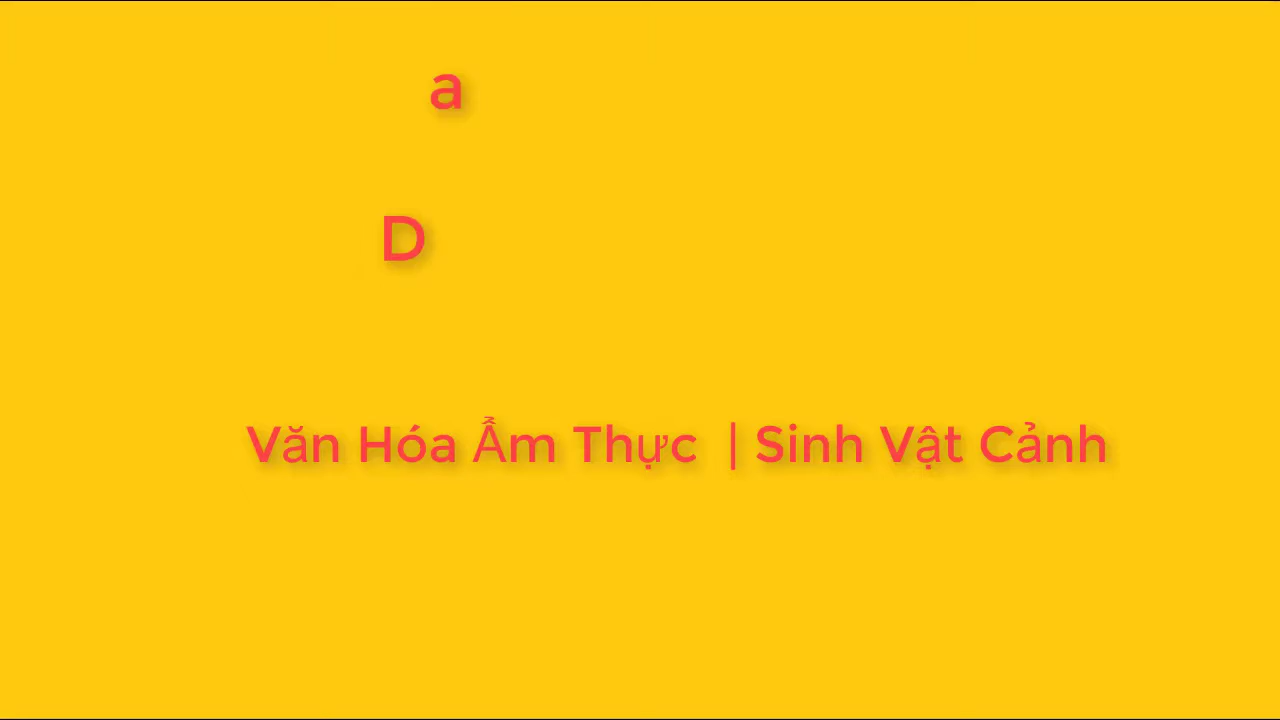 a
D
Văn Hóa Ẩm Thực | Sinh Vật Cảnh